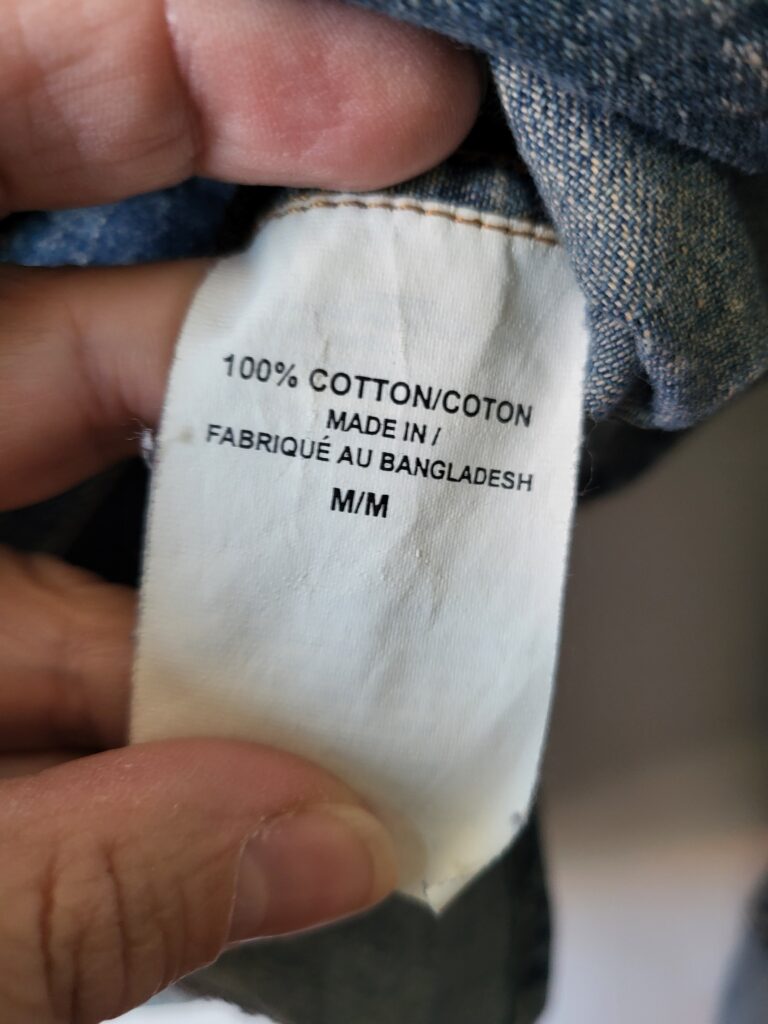 100% COTTON/COTON
MADE IN /
FABRIQUÉ AU BANGLADESH
M/M